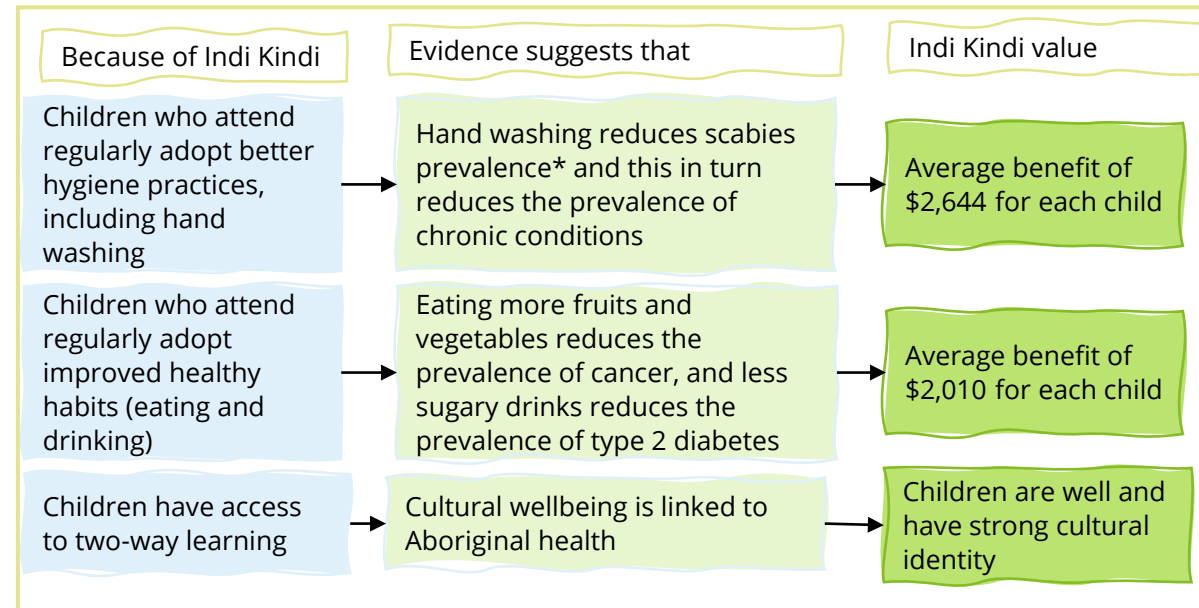 Because of Indi Kindi
Evidence suggests that
Indi Kindi value
Children who attend
regularly adopt better
hygiene practices,
including hand
washing
Hand washing reduces scabies
prevalence* and this in turn
reduces the prevalence of
chronic conditions
Average benefit of
$2,644 for each child
Children who attend
regularly adopt
improved healthy
habits (eating and
drinking)
Eating more fruits and
vegetables reduces the
prevalence of cancer, and less
sugary drinks reduces the
prevalence of type 2 diabetes
Average benefit of
$2,010 for each child
Children have access
to two-way learning
Cultural wellbeing is linked to
Aboriginal health
Children are well and
have strong cultural
identity